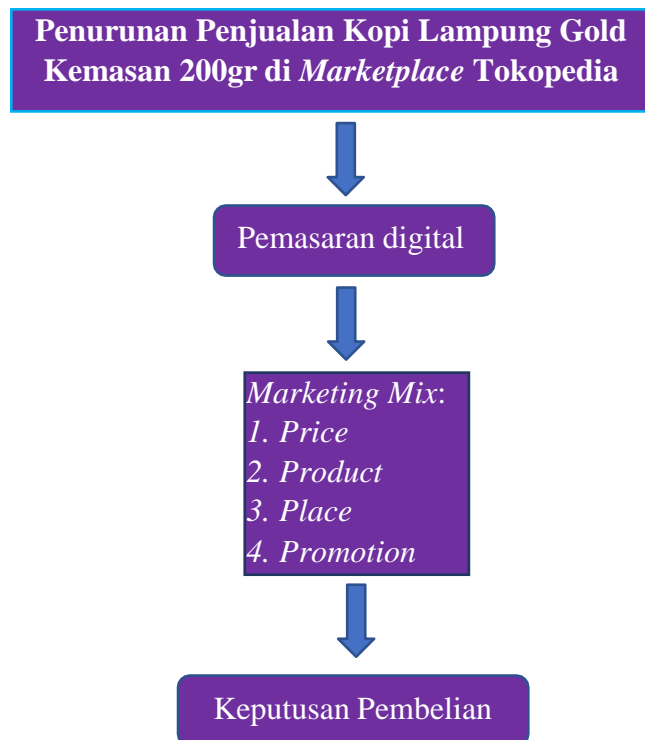 Penurunan Penjualan Kopi Lampung Gold
Kemasan 200gr di Marketplace Tokopedia
Pemasaran digital
Marketing Mix:
1. Price
2. Product
3. Place
4. Promotion
Keputusan Pembelian